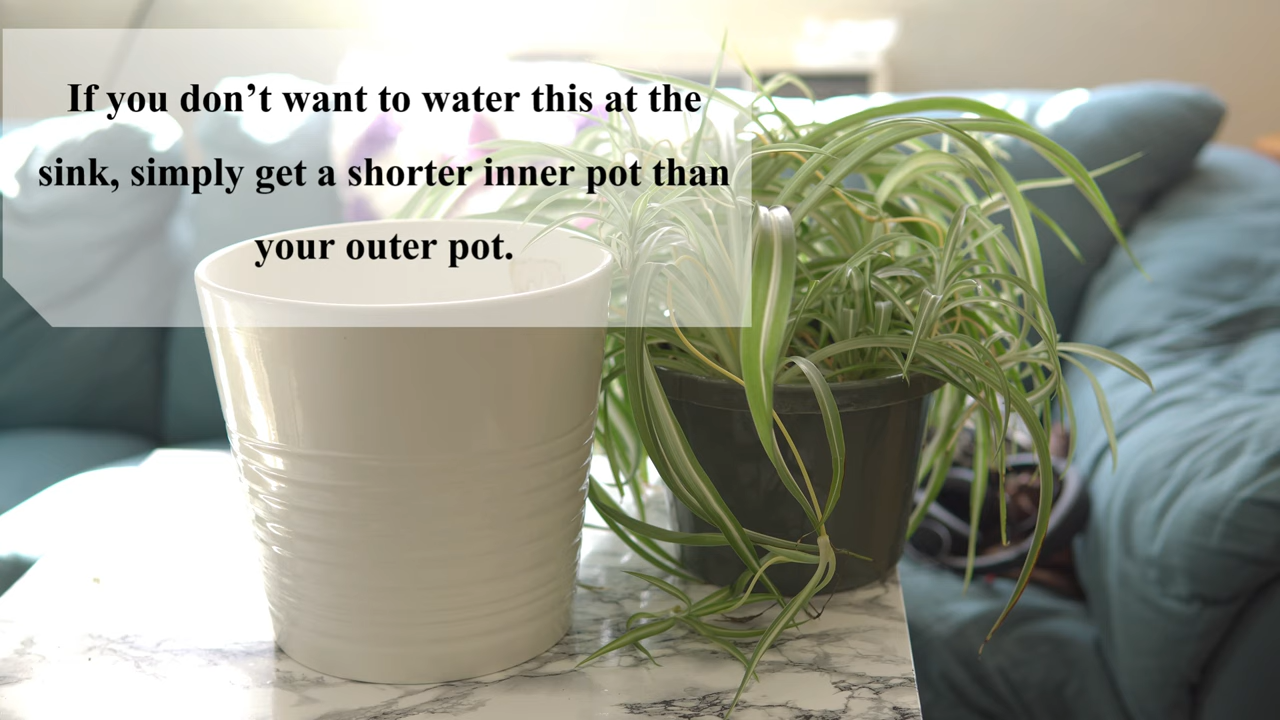 If you don’t want to water this at the
sink, simply get a shorter inner pot than
your outer pot.